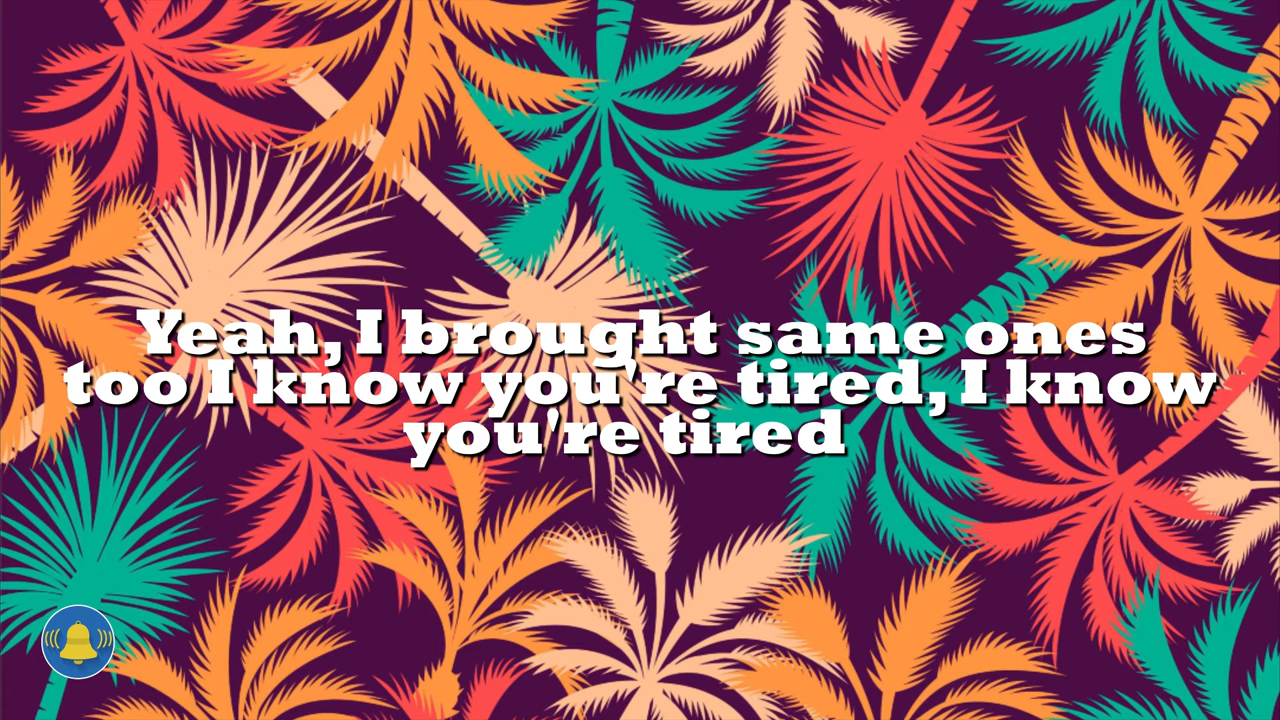 Yeah, I brought same ones
too I know you're tired, I know
you're tired